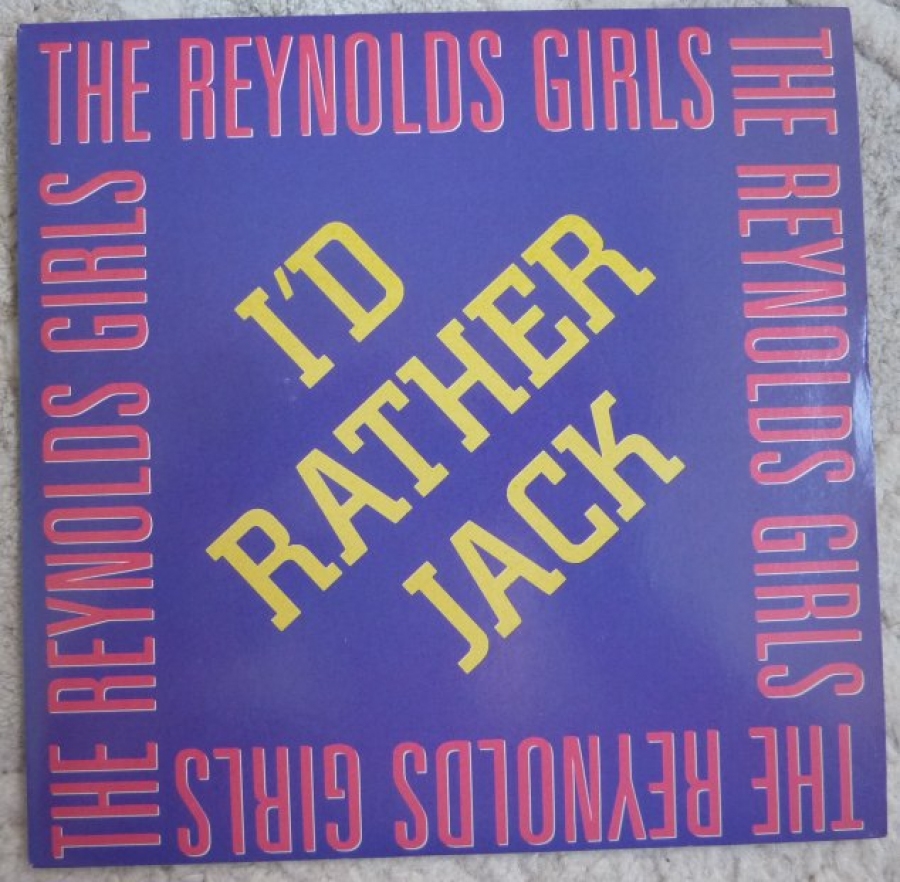 THE REYNOLDS GIRLS
THE REYNOLDS GIRLS
THE REYNOLDS GIRLS
THE REYNOLDS GIRLS
I'D
RATHER
JACK